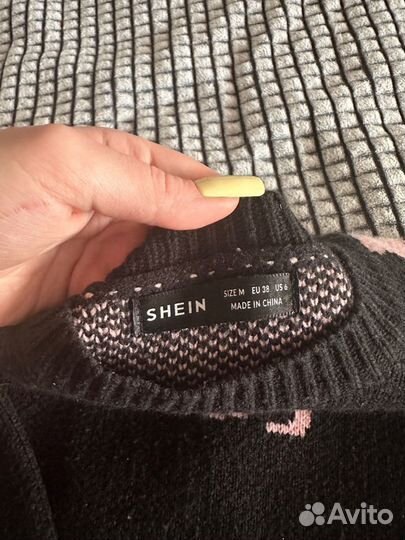 SHEIN
SIZE M EU 38 US 6
MADE IN CHINA
Avito